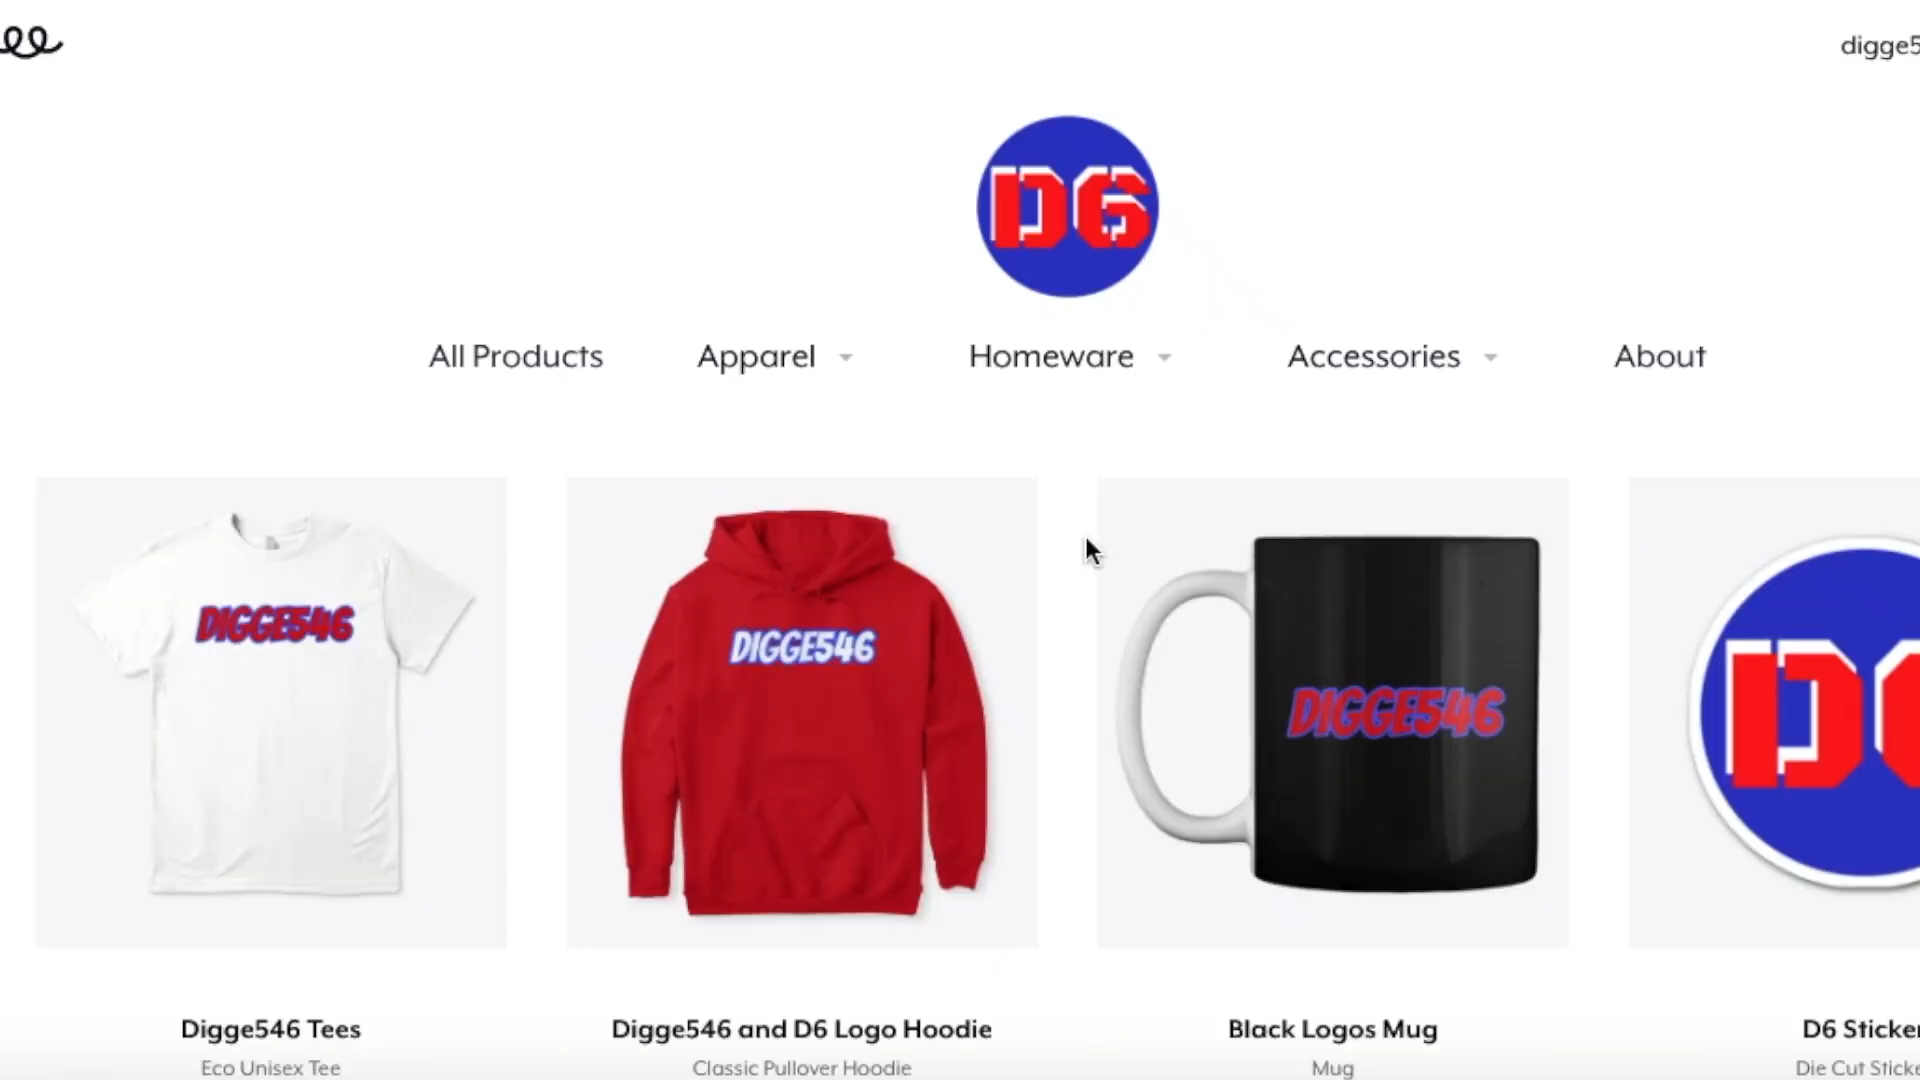 ee
digge5
D6
All Products
Apparel
Homeware
Accessories
About
DIGGE546
DIGGE546
DIGGE546
D6
Digge546 Tees
Digge546 and D6 Logo Hoodie
Black Logos Mug
D6 Sticker
Eco Unisex Tee
Classic Pullover Hoodie
Mug
Die Cut Sticke